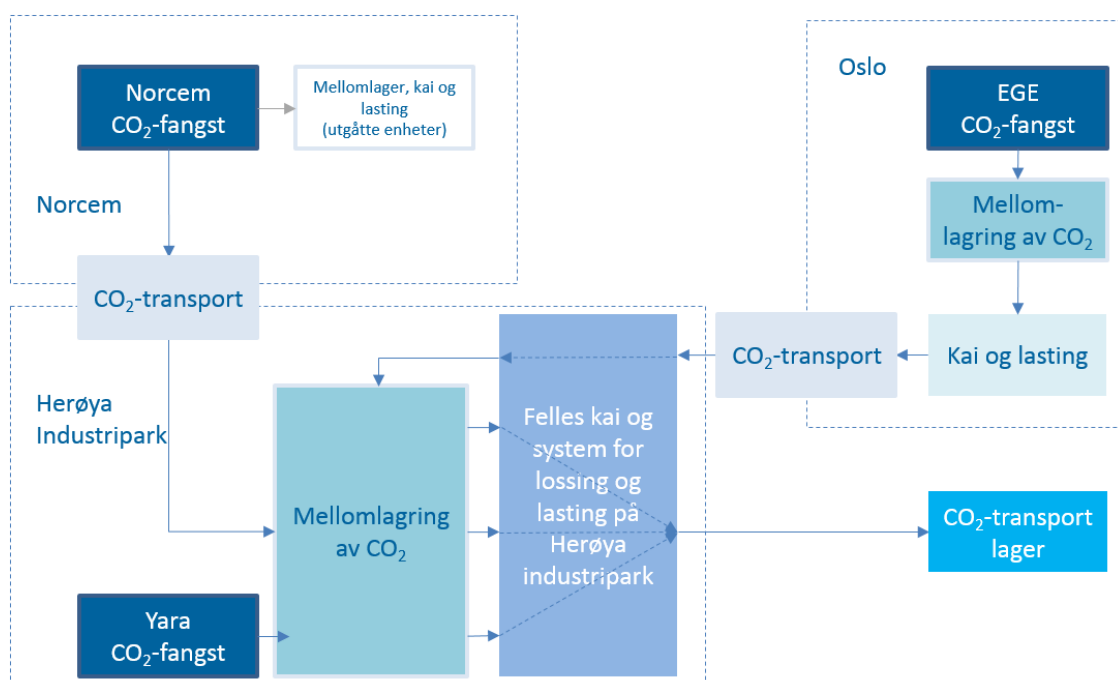 Norcem
CO₂-fangst
Mellomlager, kai og
lasting
(utgåtte enheter)
Norcem
CO₂-transport
Oslo
EGE
CO₂-fangst
Mellom-
lagring av CO₂
Kai og lasting
CO₂-transport
Herøya
Industripark
Mellomlagring
av CO₂
Felles kai og
system for
lossing og
lasting på
Herøya
industripark
Yara
CO₂-fangst
CO₂-transport
lager